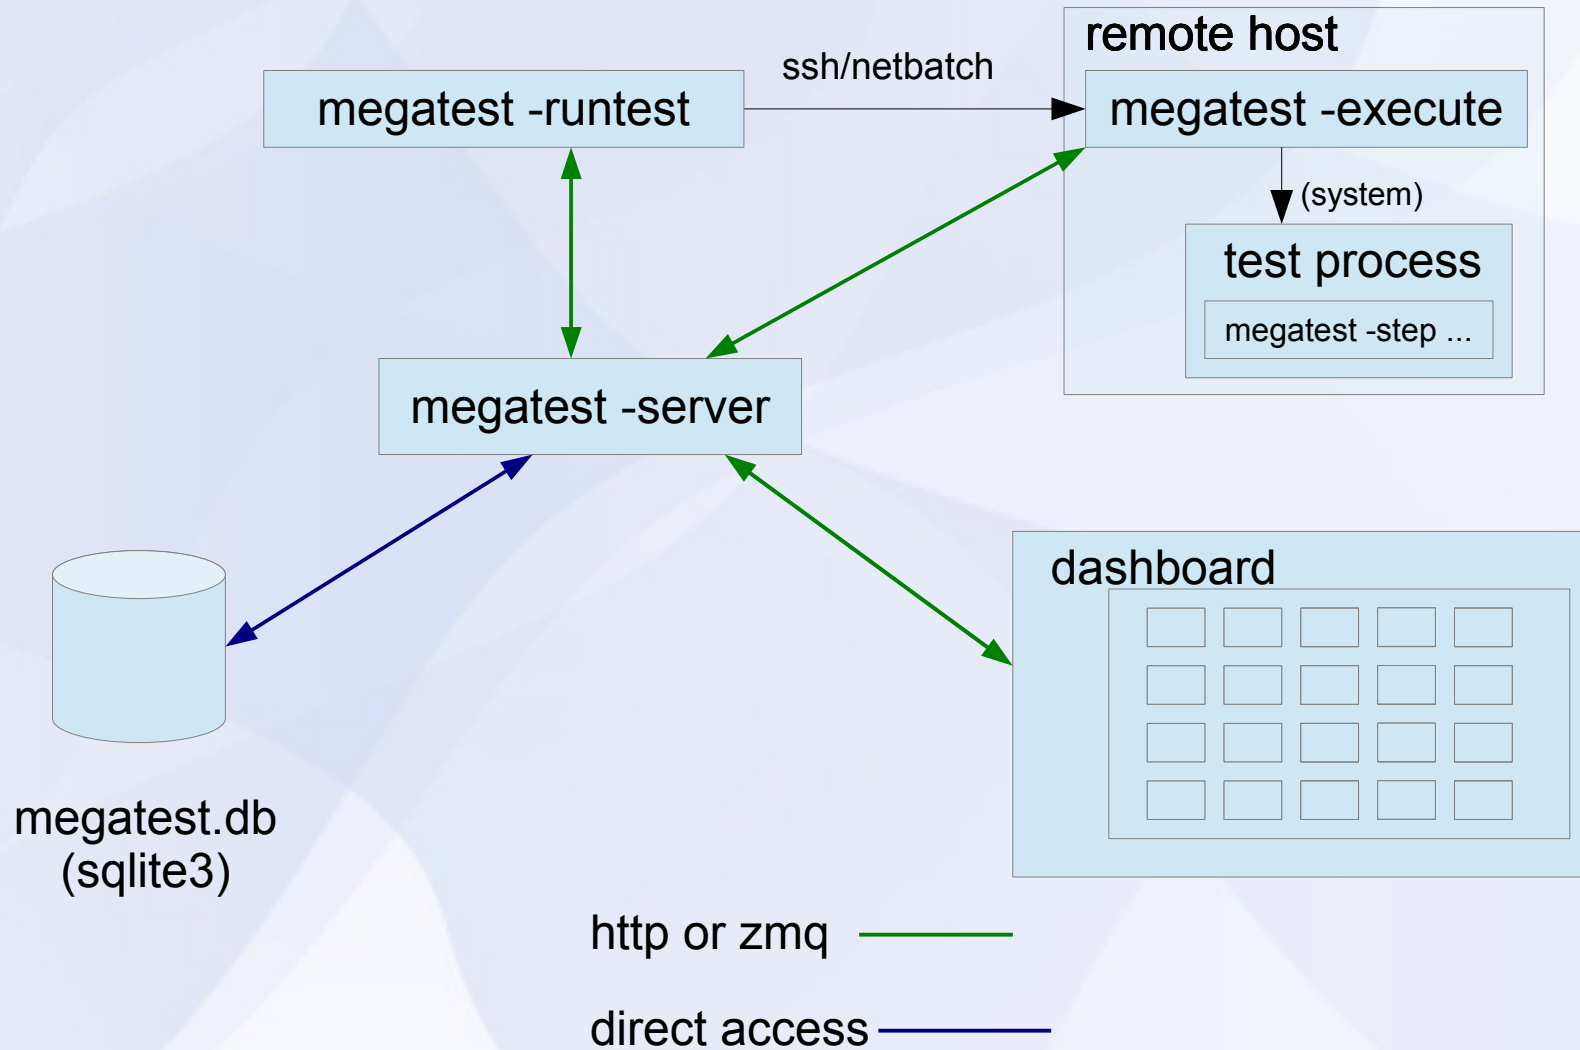 remote host
ssh/netbatch
megatest -runtest
megatest -execute
(system)
test process
megatest -step ...
megatest -server
dashboard
megatest.db
(sqlite3)
http or zmq
direct access